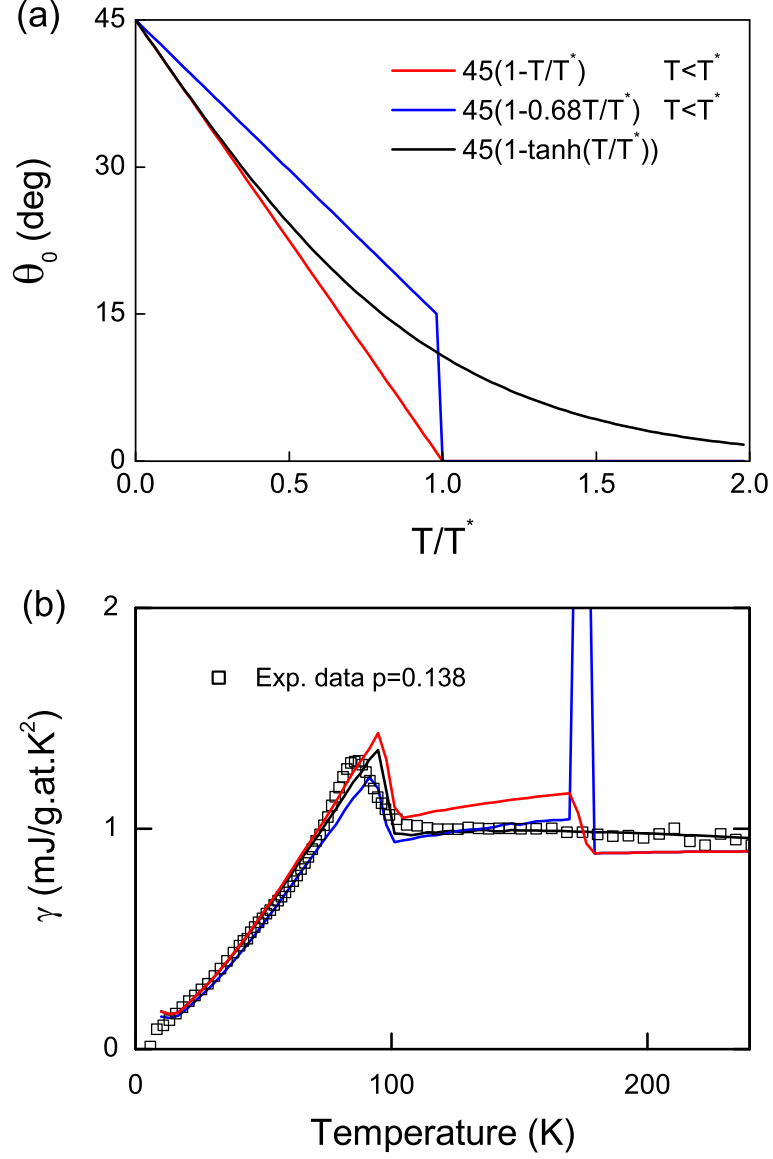 (a)
45
30
15
0
θ₀ (deg)
45(1-T/T*) T<T*
45(1-0.68T/T*) T<T*
45(1-tanh(T/T*))
0.0 0.5 1.0 1.5 2.0
T/T*
(b)
2
1
0
γ (mJ/g.at.K²)
Exp. data p=0.138
0 100 200
Temperature (K)